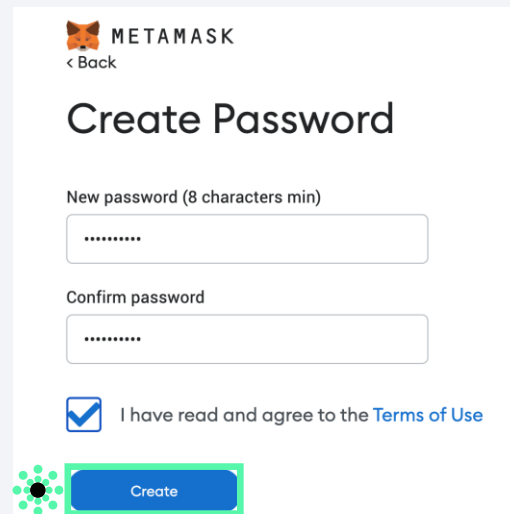 METAMASK
< Back
Create Password
New password (8 characters min)
••••••••••
Confirm password
••••••••••
I have read and agree to the Terms of Use
Create